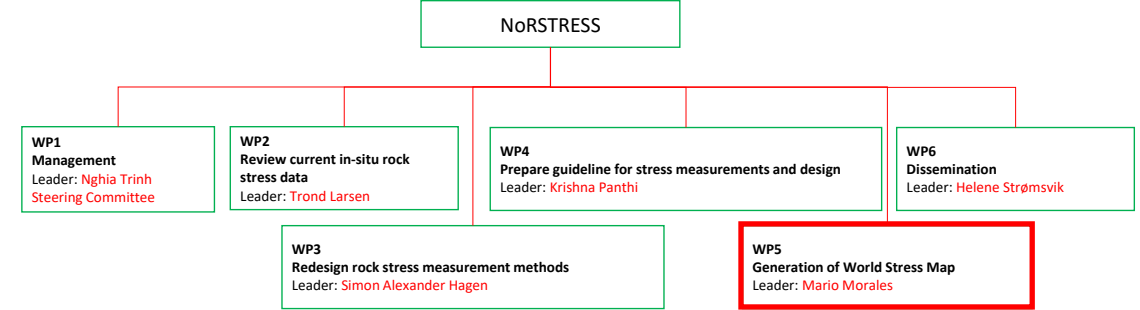 NoRSTRESS
WP1
Management
Leader: Nghia Trinh
Steering Committee
WP2
Review current in-situ rock
stress data
Leader: Trond Larsen
WP4
Prepare guideline for stress measurements and design
Leader: Krishna Panthi
WP6
Dissemination
Leader: Helene Strømsvik
WP3
Redesign rock stress measurement methods
Leader: Simon Alexander Hagen
WP5
Generation of World Stress Map
Leader: Mario Morales